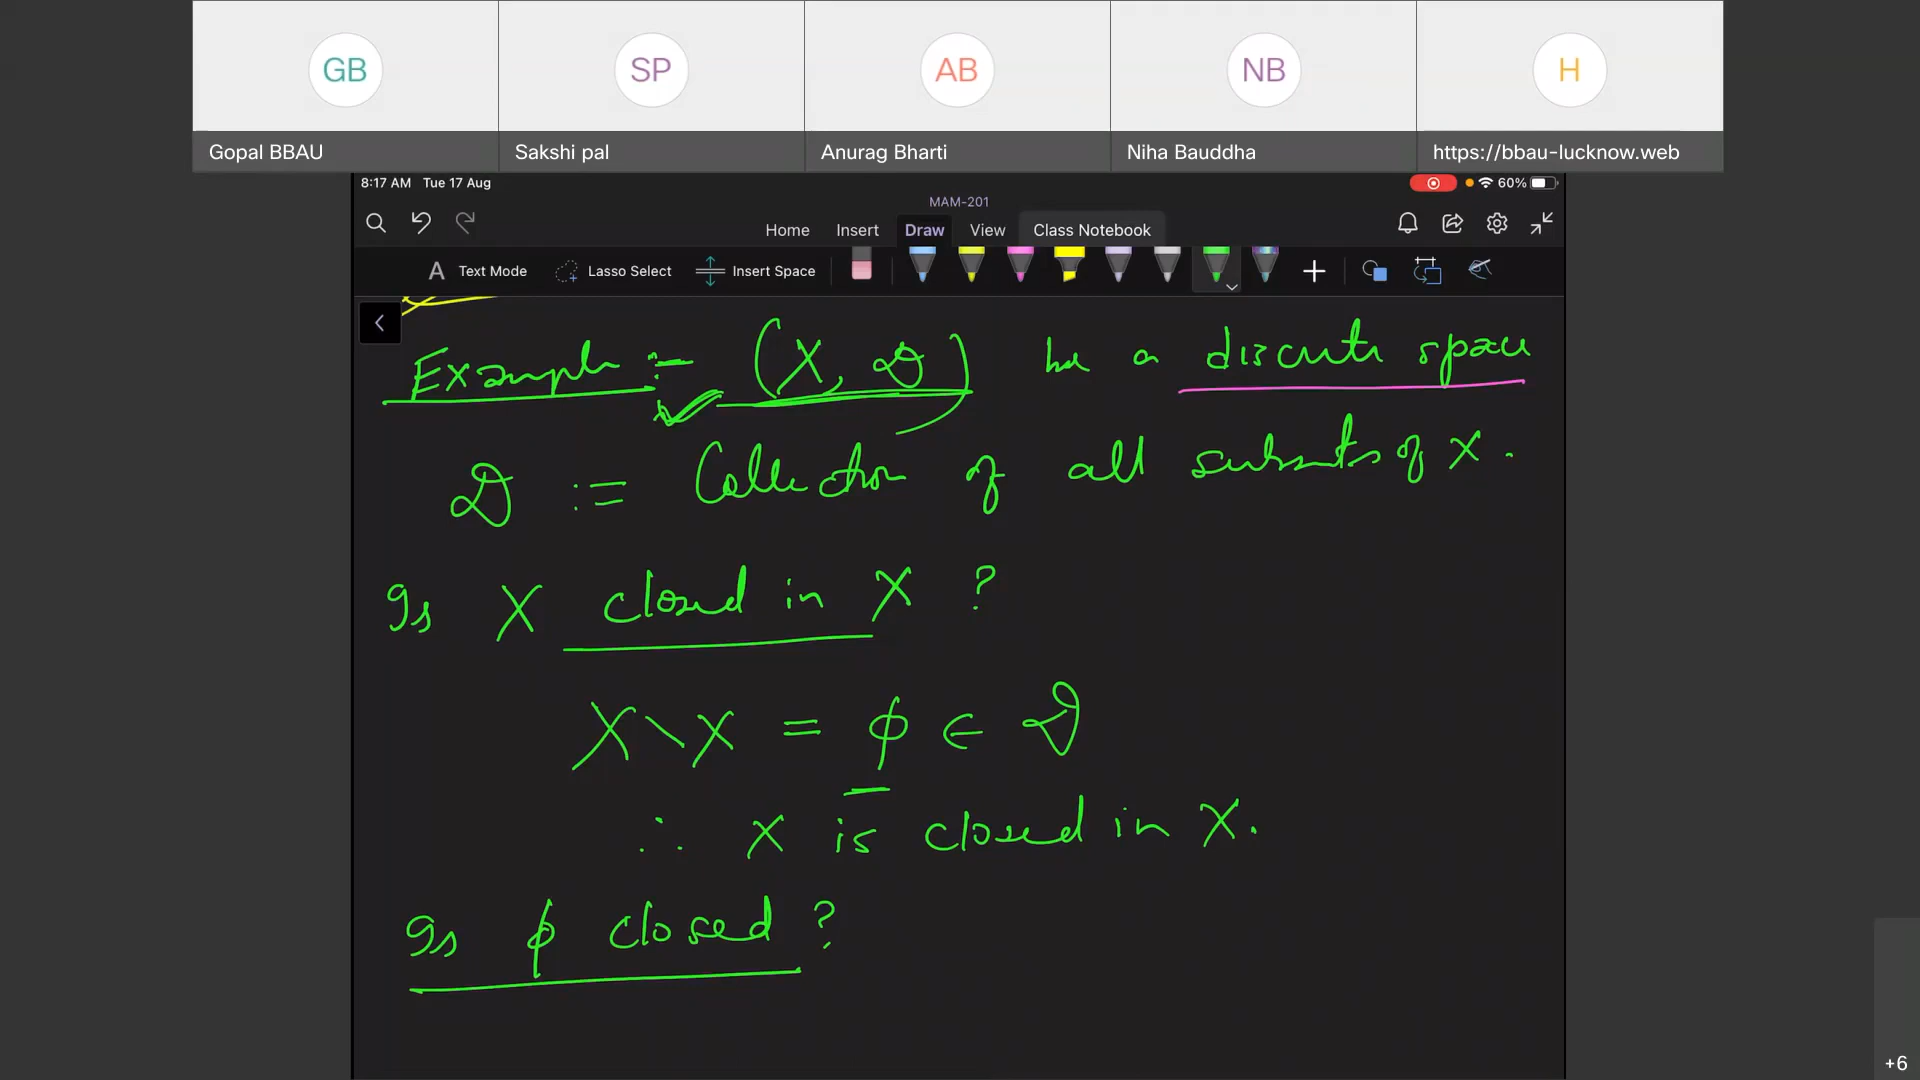 GB SP AB NB H
Gopal BBAU Sakshi pal Anurag Bharti Niha Bauddha https://bbau-lucknow.web
8:17 AM Tue 17 Aug 60%
MAM-201
Home Insert Draw View Class Notebook
A Text Mode Lasso Select Insert Space
Example :- (X, 𝒟) be a discrete space
𝒟 := Collection of all subsets of X.
Is X closed in X ?
X \ X = ϕ ∈ 𝒟
∴ X is closed in X.
Is ϕ closed ?
+6